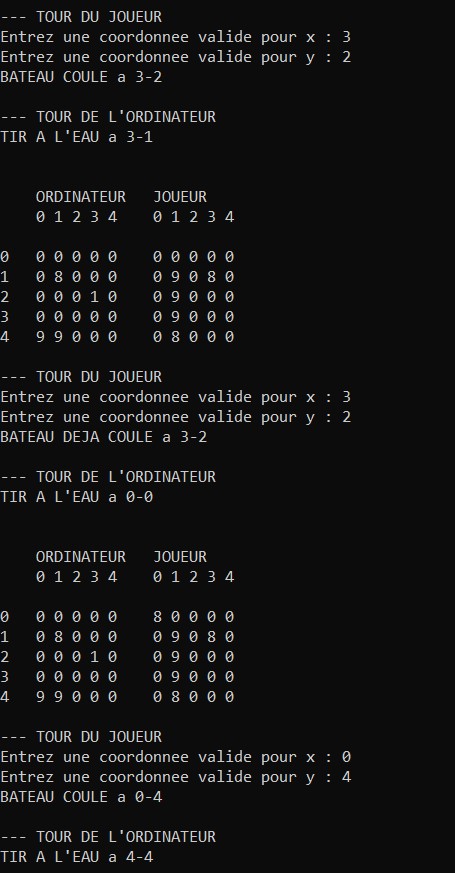 --- TOUR DU JOUEUR
Entrez une coordonnee valide pour x : 3
Entrez une coordonnee valide pour y : 2
BATEAU COULE a 3-2
--- TOUR DE L'ORDINATEUR
TIR A L'EAU a 3-1
ORDINATEUR JOUEUR
0 1 2 3 4 0 1 2 3 4
0 0 0 0 0 0 0 0 0 0 0
1 0 8 0 0 0 0 9 0 8 0
2 0 0 0 1 0 0 9 0 0 0
3 0 0 0 0 0 0 9 0 0 0
4 9 9 0 0 0 0 8 0 0 0
--- TOUR DU JOUEUR
Entrez une coordonnee valide pour x : 3
Entrez une coordonnee valide pour y : 2
BATEAU DEJA COULE a 3-2
--- TOUR DE L'ORDINATEUR
TIR A L'EAU a 0-0
ORDINATEUR JOUEUR
0 1 2 3 4 0 1 2 3 4
0 0 0 0 0 0 8 0 0 0 0
1 0 8 0 0 0 0 9 0 8 0
2 0 0 0 1 0 0 9 0 0 0
3 0 0 0 0 0 0 9 0 0 0
4 9 9 0 0 0 0 8 0 0 0
--- TOUR DU JOUEUR
Entrez une coordonnee valide pour x : 0
Entrez une coordonnee valide pour y : 4
BATEAU COULE a 0-4
--- TOUR DE L'ORDINATEUR
TIR A L'EAU a 4-4